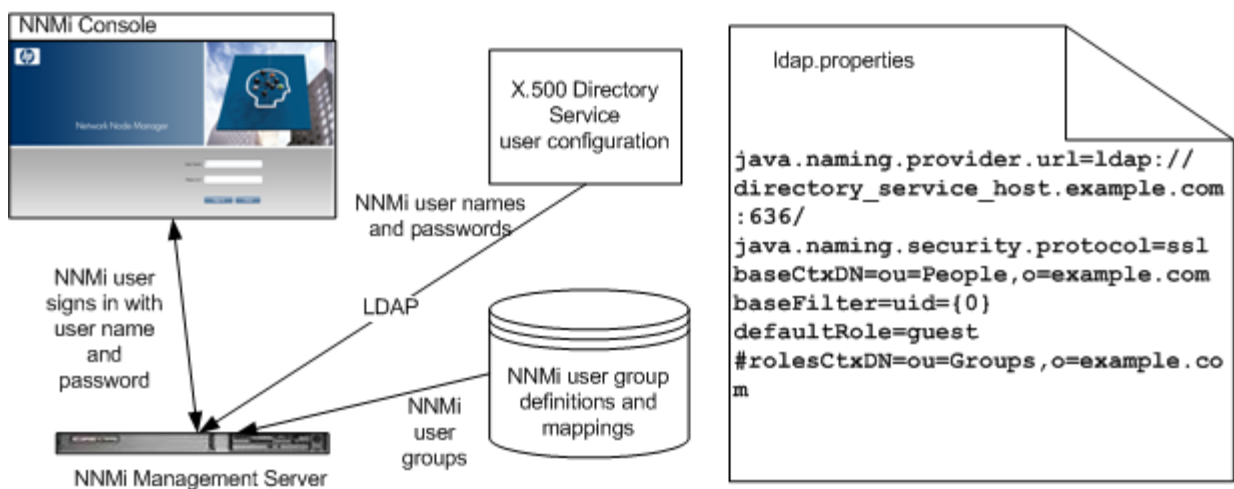 NNMi Console
hp
Network Node Manager
X.500 Directory
Service
user configuration
NNMi user names
and passwords
NNMi user
signs in with
user name
and
password
LDAP
NNMi user group
definitions and
mappings
NNMi
user
groups
NNMi Management Server
ldap.properties
java.naming.provider.url=ldap://
directory_service_host.example.com
:636/
java.naming.security.protocol=ssl
baseCtxDN=ou=People,o=example.com
baseFilter=uid={0}
defaultRole=guest
#rolesCtxDN=ou=Groups,o=example.co
m